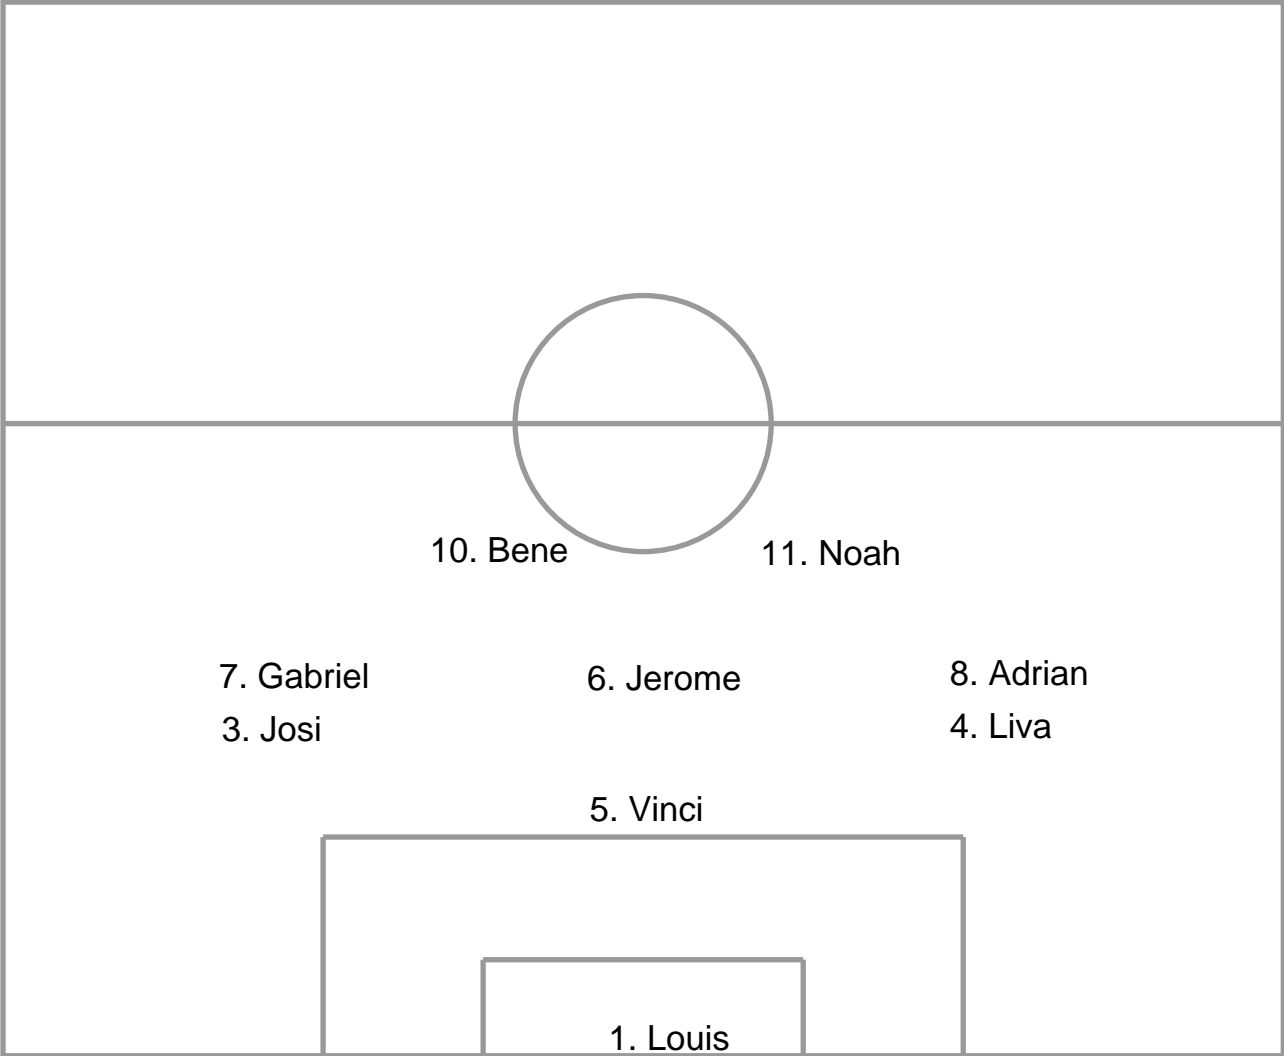 10. Bene
11. Noah
7. Gabriel
6. Jerome
8. Adrian
3. Josi
4. Liva
5. Vinci
1. Louis